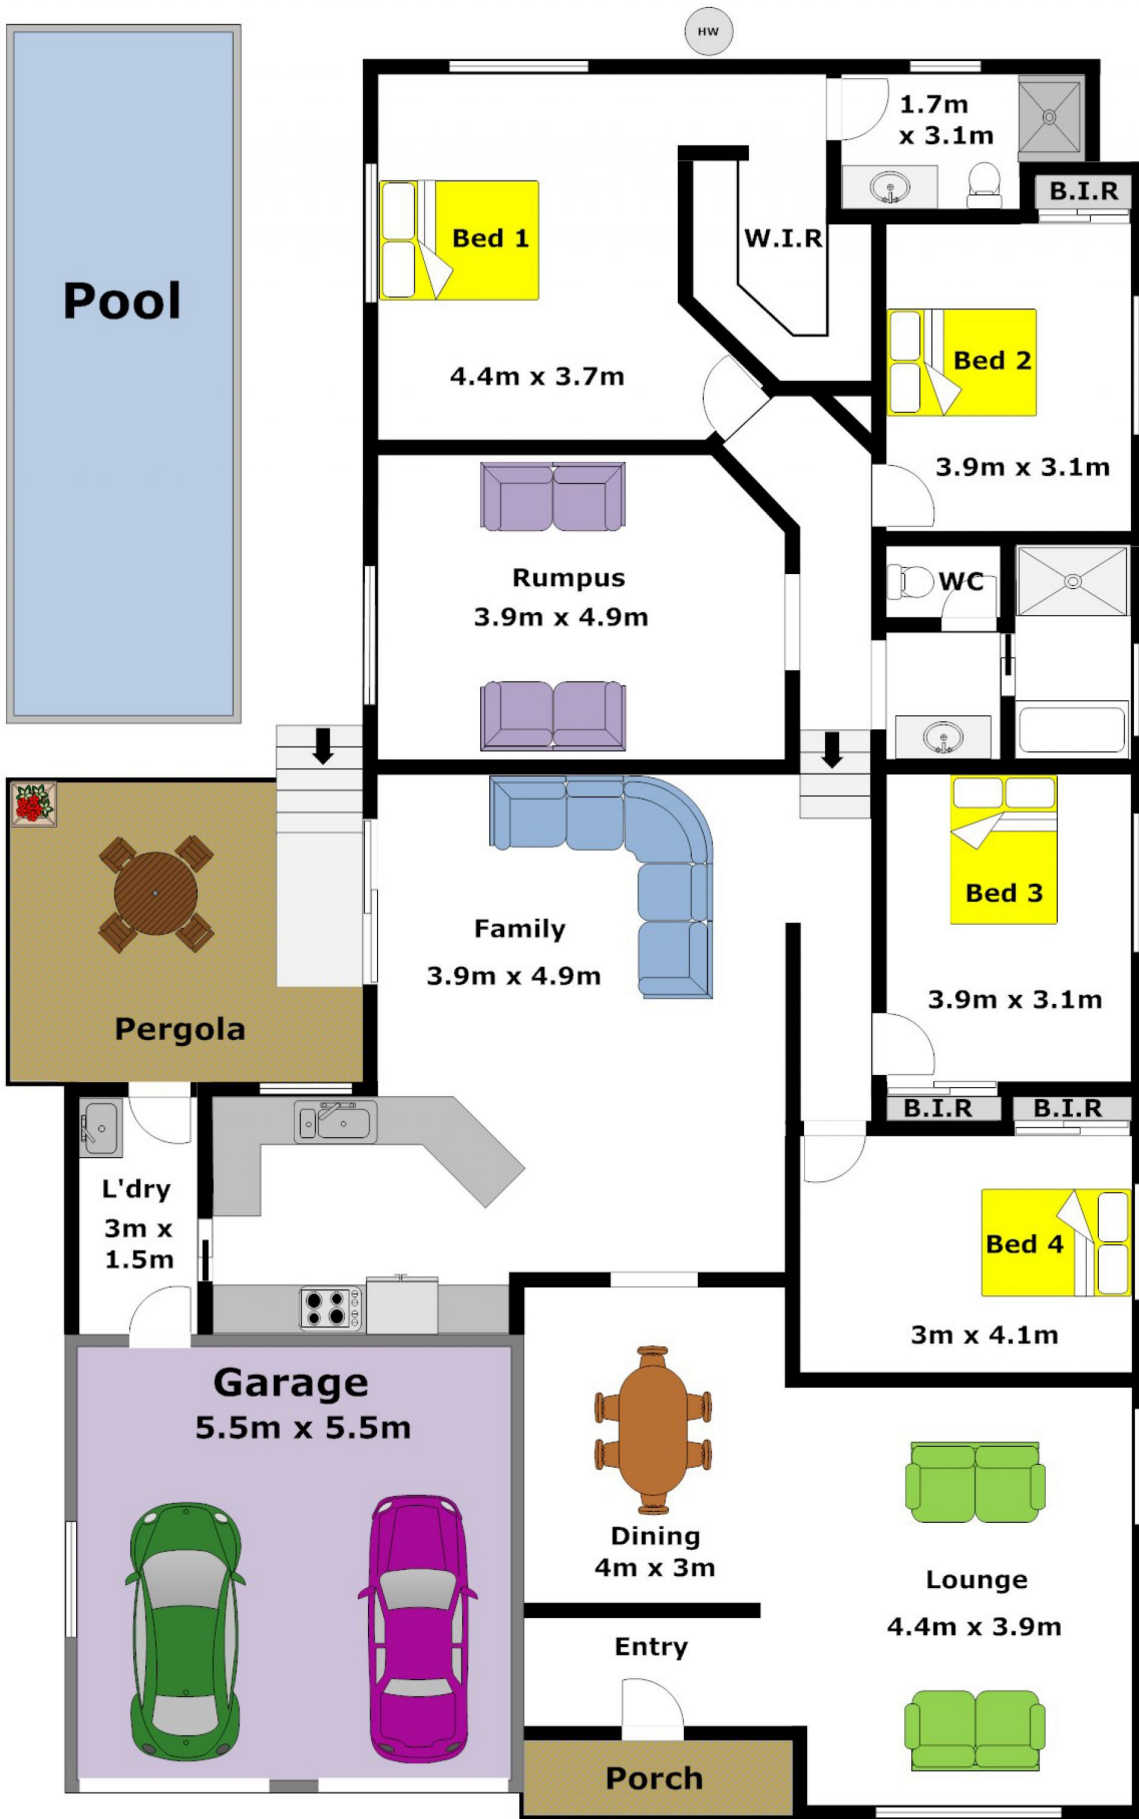 HW
1.7m
x 3.1m
B.I.R
Bed 1
W.I.R
Pool
Bed 2
4.4m x 3.7m
3.9m x 3.1m
Rumpus
3.9m x 4.9m
WC
Bed 3
Family
3.9m x 4.9m
3.9m x 3.1m
Pergola
B.I.R
B.I.R
L'dry
3m x
1.5m
Bed 4
3m x 4.1m
Garage
5.5m x 5.5m
Dining
4m x 3m
Lounge
4.4m x 3.9m
Entry
Porch